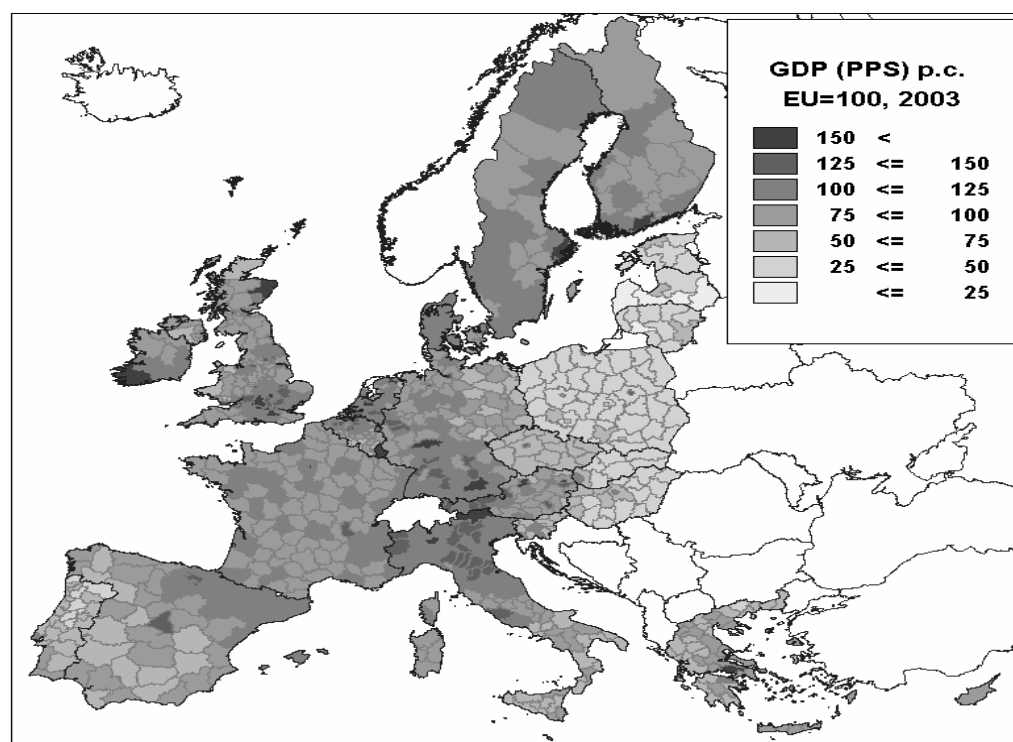 GDP (PPS) p.c.
EU=100, 2003
150 <
125 <= 150
100 <= 125
75 <= 100
50 <= 75
25 <= 50
<= 25